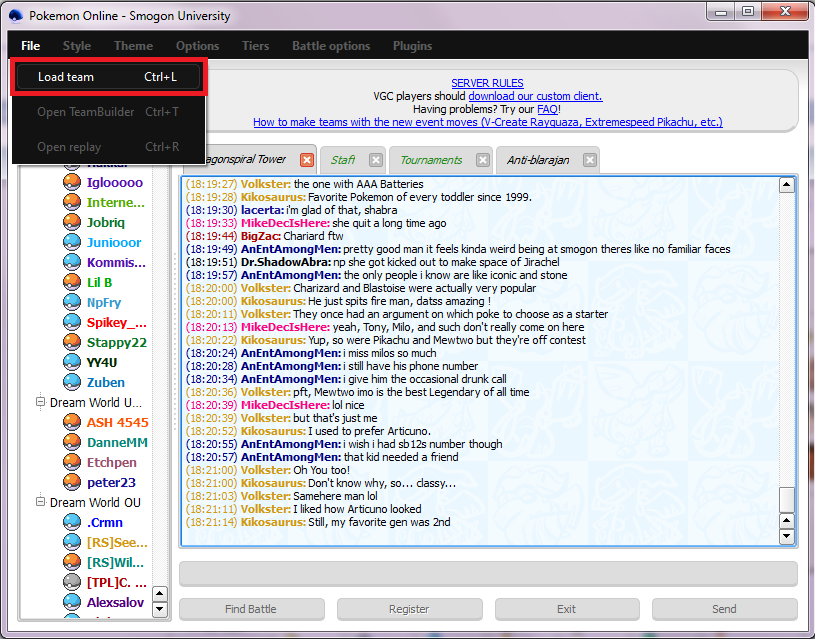 Pokemon Online - Smogon University
File Style Theme Options Tiers Battle options Plugins
Load team Ctrl+L
Open TeamBuilder Ctrl+T
Open replay Ctrl+R
SERVER RULES
VGC players should download our custom client.
Having problems? Try our FAQ!
How to make teams with the new event moves (V-Create Rayquaza, Extremespeed Pikachu, etc.)
Iglooooo
Interne...
Jobriq
Juniooor
Kommis...
Lil B
NpFry
Spikey_...
Stappy22
YY4U
Zuben
Dream World U...
ASH 4545
DanneMM
Etchpen
peter23
Dream World OU
.Crmn
[RS]See...
[RS]Wil...
[TPL]C. ...
Alexsalov
agonspiral Tower Staff Tournaments Anti-blarajan
(18:19:27) Volkster: the one with AAA Batteries
(18:19:28) Kikosaurus: Favorite Pokemon of every toddler since 1999.
(18:19:30) lacerta: i'm glad of that, shabra
(18:19:33) MikeDecIsHere: she quit a long time ago
(18:19:44) BigZac: Chariard ftw
(18:19:49) AnEntAmongMen: pretty good man it feels kinda weird being at smogon theres like no familiar faces
(18:19:51) Dr.ShadowAbra: np she got kicked out to make space of Jirachel
(18:19:57) AnEntAmongMen: the only people i know are like iconic and stone
(18:20:00) Volkster: Charizard and Blastoise were actually very popular
(18:20:00) Kikosaurus: He just spits fire man, datss amazing !
(18:20:11) Volkster: They once had an argument on which poke to choose as a starter
(18:20:13) MikeDecIsHere: yeah, Tony, Milo, and such don't really come on here
(18:20:22) Kikosaurus: Yup, so were Pikachu and Mewtwo but they're off contest
(18:20:24) AnEntAmongMen: i miss milos so much
(18:20:28) AnEntAmongMen: i still have his phone number
(18:20:34) AnEntAmongMen: i give him the occasional drunk call
(18:20:36) Volkster: pft, Mewtwo imo is the best Legendary of all time
(18:20:39) MikeDecIsHere: lol nice
(18:20:39) Volkster: but that's just me
(18:20:52) Kikosaurus: I used to prefer Articuno.
(18:20:55) AnEntAmongMen: i wish i had sb12s number though
(18:20:57) AnEntAmongMen: that kid needed a friend
(18:21:00) Volkster: Oh You too!
(18:21:00) Kikosaurus: Don't know why, so... classy...
(18:21:03) Volkster: Samehere man lol
(18:21:11) Volkster: I liked how Articuno looked
(18:21:14) Kikosaurus: Still, my favorite gen was 2nd
Find Battle Register Exit Send